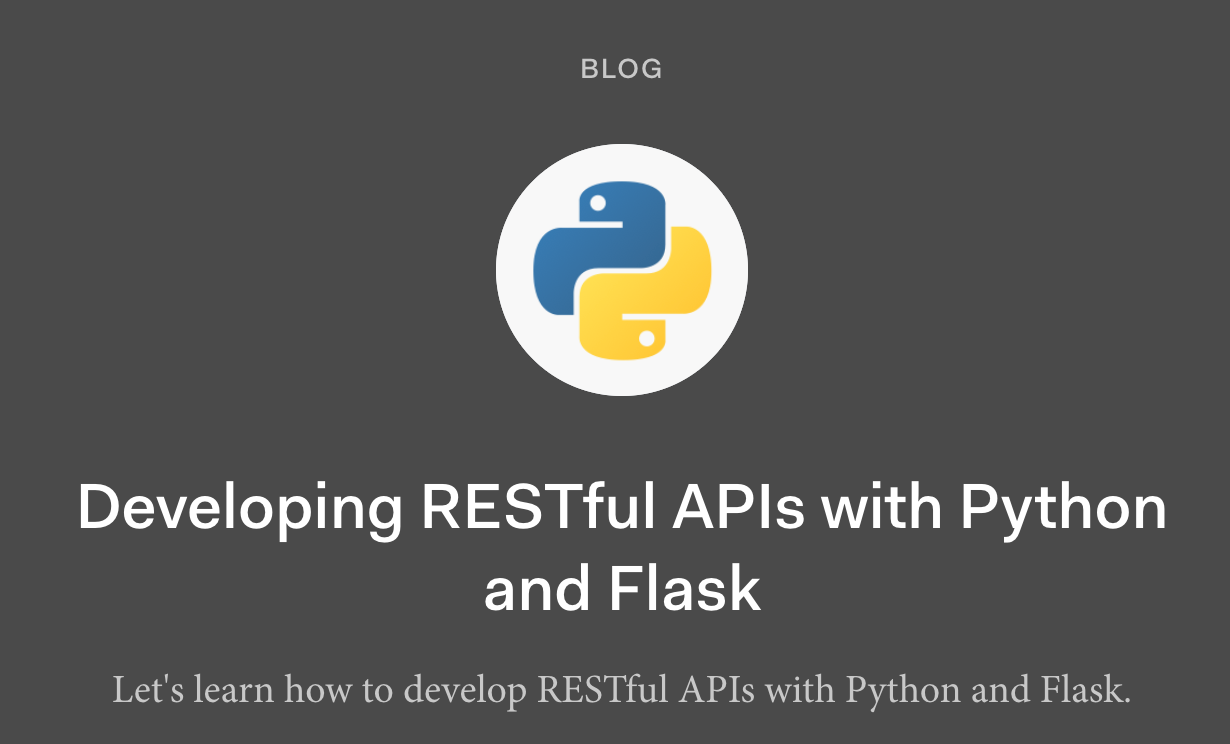 BLOG
Developing RESTful APIs with Python
and Flask
Let's learn how to develop RESTful APIs with Python and Flask.